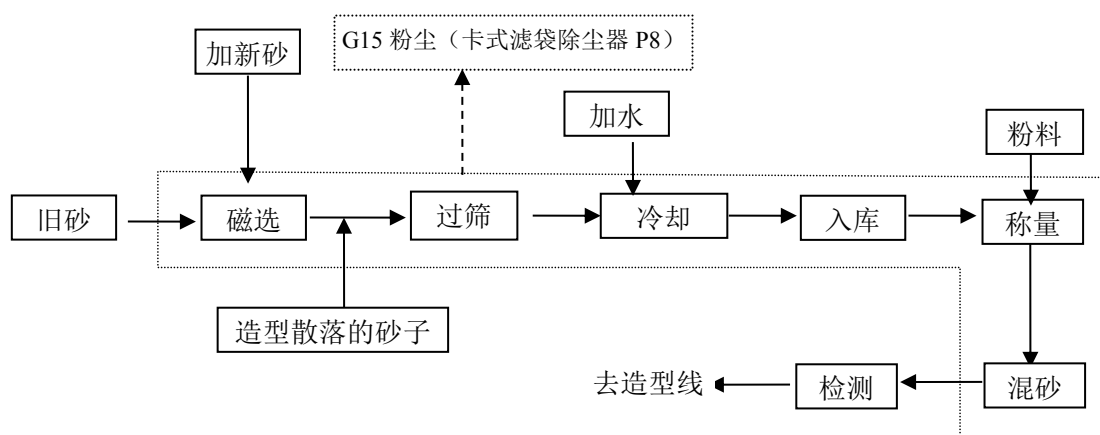 G15 粉尘（卡式滤袋除尘器 P8）
加新砂
加水
粉料
旧砂
磁选
过筛
冷却
入库
称量
造型散落的砂子
去造型线
检测
混砂